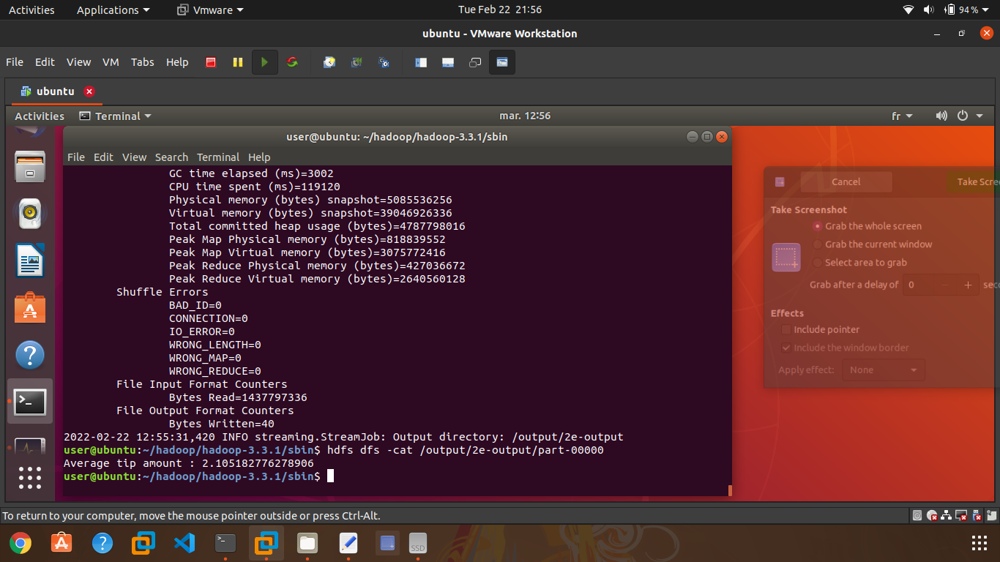 Activities Applications Vmware Tue Feb 22 21:56 94%
ubuntu - VMware Workstation
File Edit View VM Tabs Help
ubuntu
Activities Terminal mar. 12:56 fr
user@ubuntu: ~/hadoop/hadoop-3.3.1/sbin
File Edit View Search Terminal Help
GC time elapsed (ms)=3002
CPU time spent (ms)=119120
Physical memory (bytes) snapshot=5085536256
Virtual memory (bytes) snapshot=39046926336
Total committed heap usage (bytes)=4787798016
Peak Map Physical memory (bytes)=818839552
Peak Map Virtual memory (bytes)=3075772416
Peak Reduce Physical memory (bytes)=427036672
Peak Reduce Virtual memory (bytes)=2640560128
Shuffle Errors
BAD_ID=0
CONNECTION=0
IO_ERROR=0
WRONG_LENGTH=0
WRONG_MAP=0
WRONG_REDUCE=0
File Input Format Counters
Bytes Read=1437797336
File Output Format Counters
Bytes Written=40
2022-02-22 12:55:31,420 INFO streaming.StreamJob: Output directory: /output/2e-output
user@ubuntu:~/hadoop/hadoop-3.3.1/sbin$ hdfs dfs -cat /output/2e-output/part-00000
Average tip amount : 2.105182776278906
user@ubuntu:~/hadoop/hadoop-3.3.1/sbin$
Cancel Take Scre
Take Screenshot
Grab the whole screen
Grab the current window
Select area to grab
Grab after a delay of 0 − + seco
Effects
Include pointer
Include the window border
Apply effect: None
To return to your computer, move the mouse pointer outside or press Ctrl-Alt.
SSD